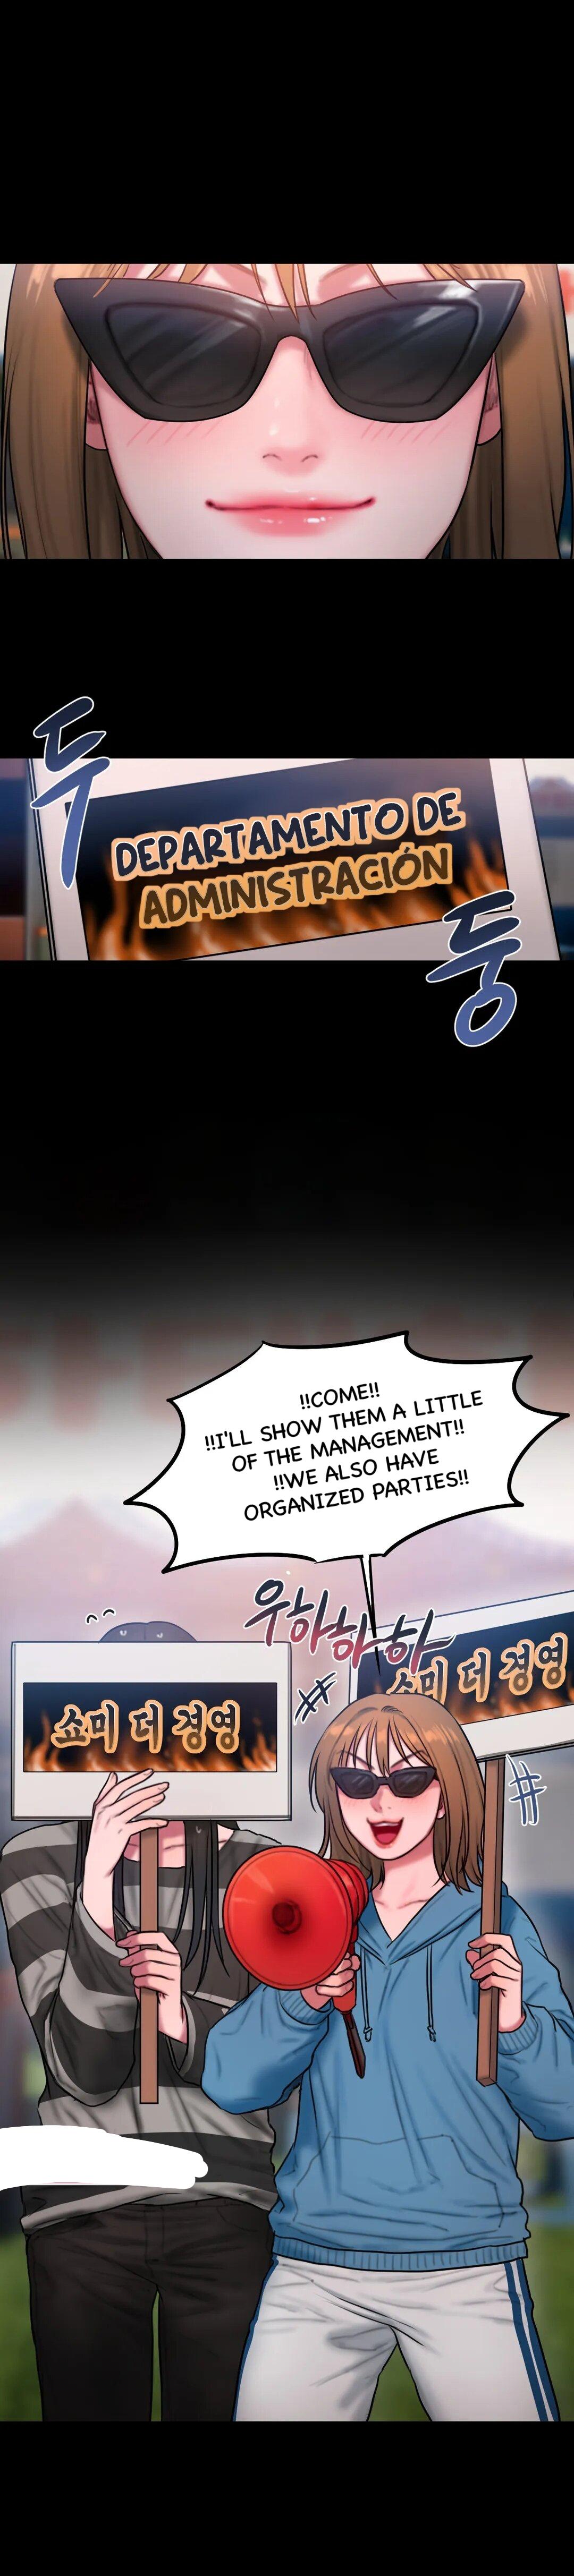 두
DEPARTAMENTO DE
ADMINISTRACIÓN
둥
!!COME!!
!!I'LL SHOW THEM A LITTLE
OF THE MANAGEMENT!!
!!WE ALSO HAVE
ORGANIZED PARTIES!!
우하하하
쇼미 더 경영
쇼미 더 경영